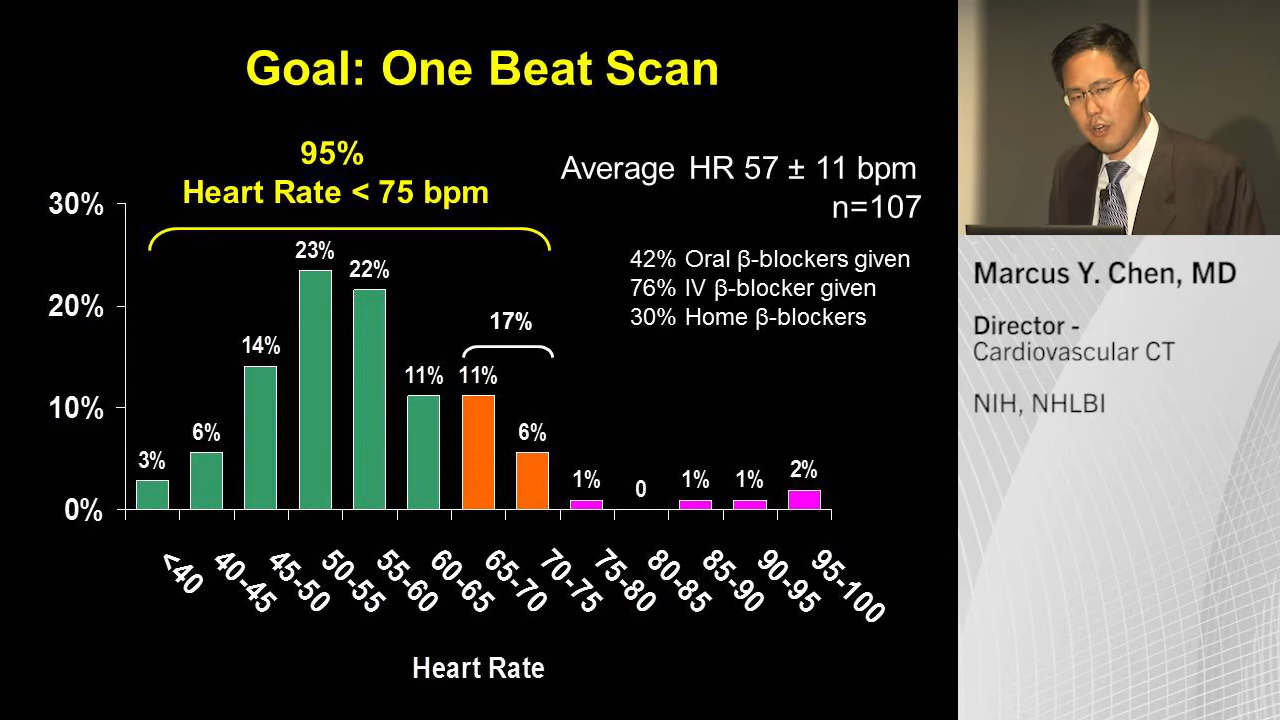 Goal: One Beat Scan
95%
Heart Rate < 75 bpm
Average HR 57 ± 11 bpm
n=107
42% Oral β-blockers given
76% IV β-blocker given
30% Home β-blockers
30%
20%
10%
0%
3%
6%
14%
23%
22%
11%
11%
17%
6%
1%
0
1%
1%
2%
<40
40-45
45-50
50-55
55-60
60-65
65-70
70-75
75-80
80-85
85-90
90-95
95-100
Heart Rate
Marcus Y. Chen, MD
Director -
Cardiovascular CT
NIH, NHLBI